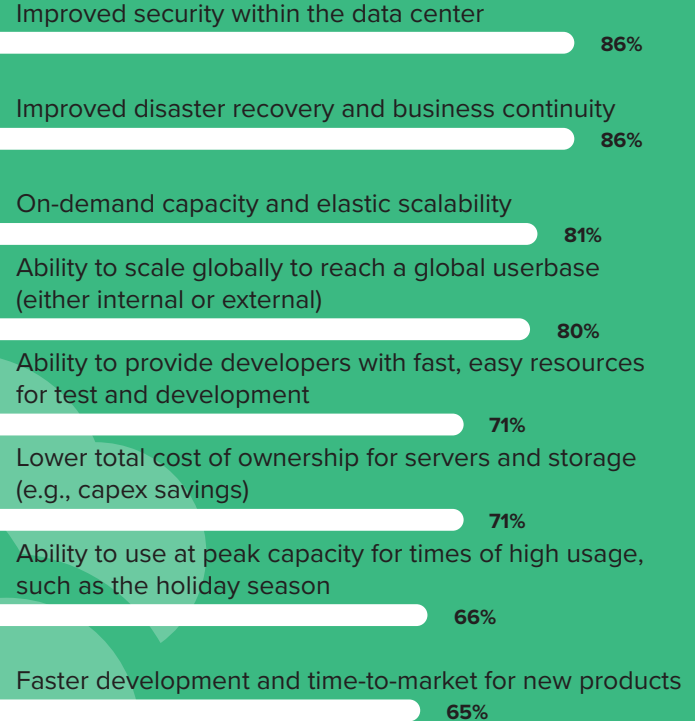 Improved security within the data center
86%
Improved disaster recovery and business continuity
86%
On-demand capacity and elastic scalability
81%
Ability to scale globally to reach a global userbase
(either internal or external)
80%
Ability to provide developers with fast, easy resources
for test and development
71%
Lower total cost of ownership for servers and storage
(e.g., capex savings)
71%
Ability to use at peak capacity for times of high usage,
such as the holiday season
66%
Faster development and time-to-market for new products
65%